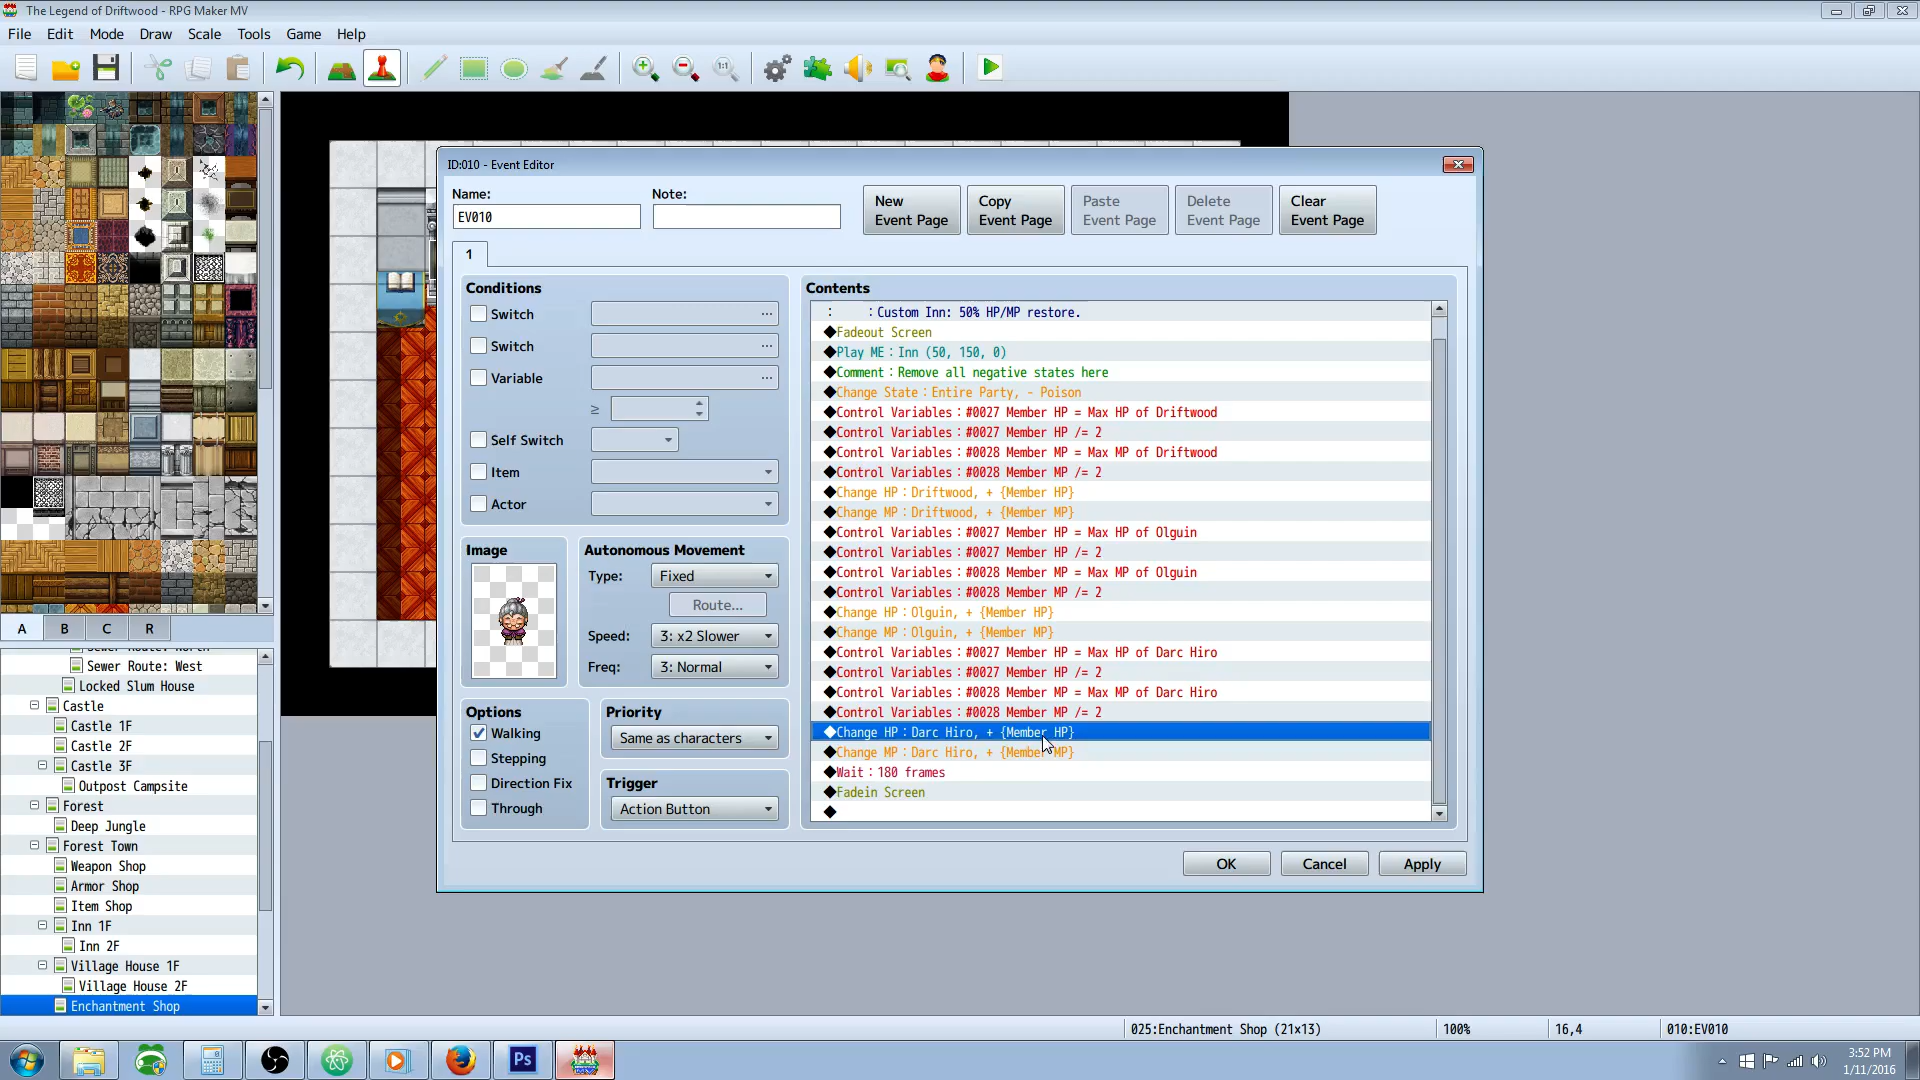 The Legend of Driftwood - RPG Maker MV
File Edit Mode Draw Scale Tools Game Help
1:1
ID:010 - Event Editor
Name:
Note:
EV010
New
Event Page
Copy
Event Page
Paste
Event Page
Delete
Event Page
Clear
Event Page
1
Conditions
Switch ...
Switch ...
Variable ...
≥
Self Switch
Item
Actor
Image
Autonomous Movement
Type: Fixed
Route...
Speed: 3: x2 Slower
Freq: 3: Normal
Options
Walking
Stepping
Direction Fix
Through
Priority
Same as characters
Trigger
Action Button
Contents
: : Custom Inn: 50% HP/MP restore.
◆Fadeout Screen
◆Play ME : Inn (50, 150, 0)
◆Comment : Remove all negative states here
◆Change State : Entire Party, - Poison
◆Control Variables : #0027 Member HP = Max HP of Driftwood
◆Control Variables : #0027 Member HP /= 2
◆Control Variables : #0028 Member MP = Max MP of Driftwood
◆Control Variables : #0028 Member MP /= 2
◆Change HP : Driftwood, + {Member HP}
◆Change MP : Driftwood, + {Member MP}
◆Control Variables : #0027 Member HP = Max HP of Olguin
◆Control Variables : #0027 Member HP /= 2
◆Control Variables : #0028 Member MP = Max MP of Olguin
◆Control Variables : #0028 Member MP /= 2
◆Change HP : Olguin, + {Member HP}
◆Change MP : Olguin, + {Member MP}
◆Control Variables : #0027 Member HP = Max HP of Darc Hiro
◆Control Variables : #0027 Member HP /= 2
◆Control Variables : #0028 Member MP = Max MP of Darc Hiro
◆Control Variables : #0028 Member MP /= 2
◆Change HP : Darc Hiro, + {Member HP}
◆Change MP : Darc Hiro, + {Member MP}
◆Wait : 180 frames
◆Fadein Screen
◆
OK Cancel Apply
A B C R
Sewer Route: North
Sewer Route: West
Locked Slum House
Castle
Castle 1F
Castle 2F
Castle 3F
Outpost Campsite
Forest
Deep Jungle
Forest Town
Weapon Shop
Armor Shop
Item Shop
Inn 1F
Inn 2F
Village House 1F
Village House 2F
Enchantment Shop
025:Enchantment Shop (21x13) 100% 16,4 010:EV010
Ps
3:52 PM
1/11/2016